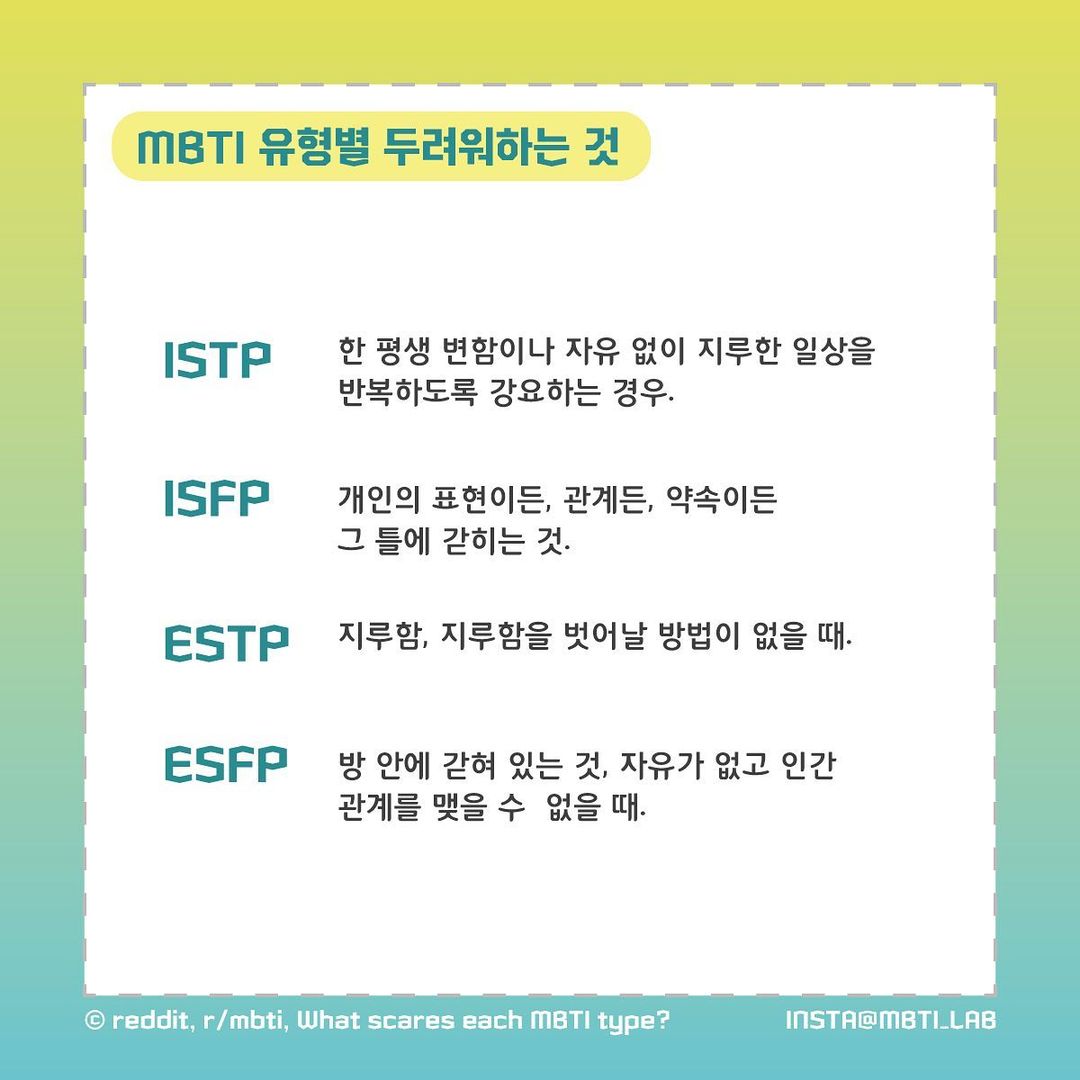 MBTI 유형별 두려워하는 것
ISTP
한 평생 변함이나 자유 없이 지루한 일상을
반복하도록 강요하는 경우.
ISFP
개인의 표현이든, 관계든, 약속이든
그 틀에 갇히는 것.
ESTP
지루함, 지루함을 벗어날 방법이 없을 때.
ESFP
방 안에 갇혀 있는 것, 자유가 없고 인간
관계를 맺을 수  없을 때.
© reddit, r/mbti, What scares each MBTI type?
INSTA@MBTI_LAB